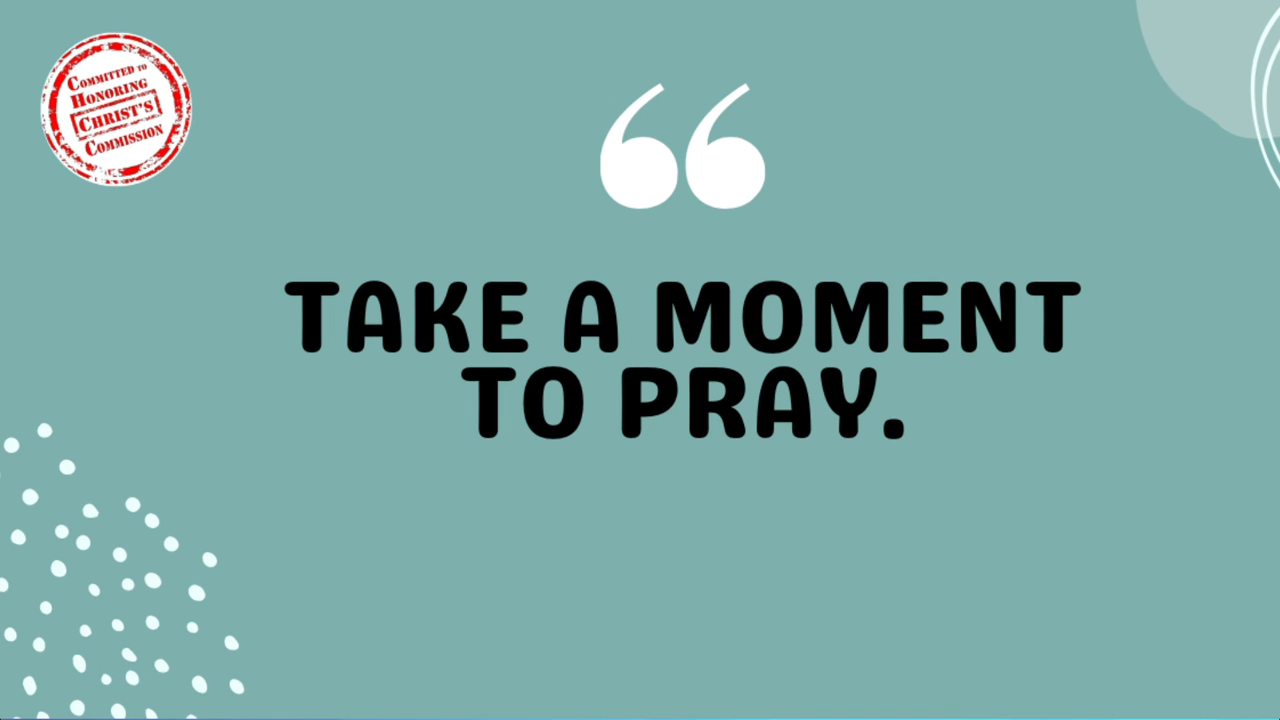 COMMITTED TO
HONORING
CHRIST'S
COMMISSION
“
TAKE A MOMENT
TO PRAY.